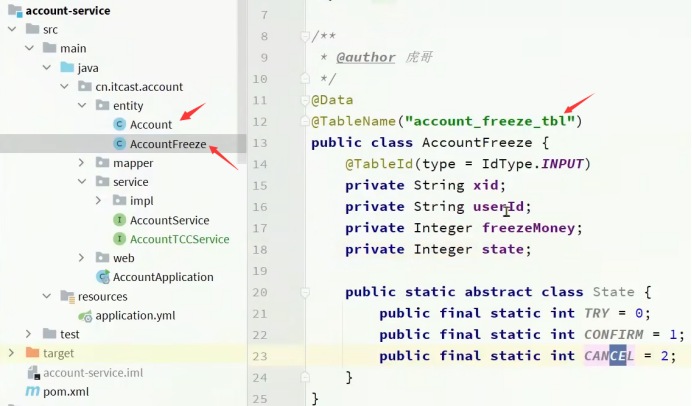 account-service
src
main
java
cn.itcast.account
entity
Account
AccountFreeze
mapper
service
impl
AccountService
AccountTCCService
web
AccountApplication
resources
application.yml
test
target
account-service.iml
pom.xml
7
8 /**
9 * @author 虎哥
10 */
11 @Data
12 @TableName("account_freeze_tbl")
13 public class AccountFreeze {
14 @TableId(type = IdType.INPUT)
15 private String xid;
16 private String userId;
17 private Integer freezeMoney;
18 private Integer state;
19
20 public static abstract class State {
21 public final static int TRY = 0;
22 public final static int CONFIRM = 1;
23 public final static int CANCEL = 2;
24 }
25 }